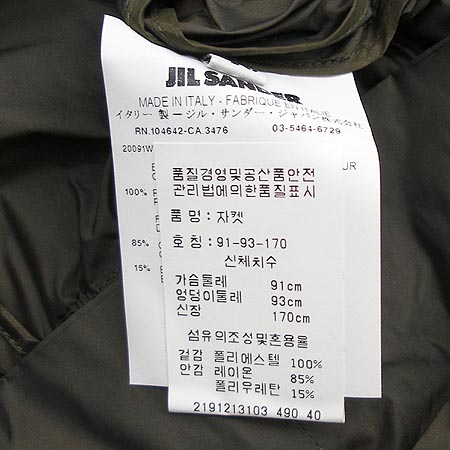 JIL SANDER
MADE IN ITALY - FABRIQUE EN ITALIE
イタリー 製 ージル・サンダー・ジャパン株式会社
RN.104642-CA.3476 03-5464-6729
20091W
UR
품질경영및공산품안전
관리법에의한품질표시
품 명 : 자켓
호 칭 : 91-93-170
신체치수
가슴둘레 91cm
엉덩이둘레 93cm
신장 170cm
섬유의조성및혼용율
100%
겉감 폴리에스텔 100%
85%
안감 레이온 85%
15%
폴리우레탄 15%
2191213103 490 40